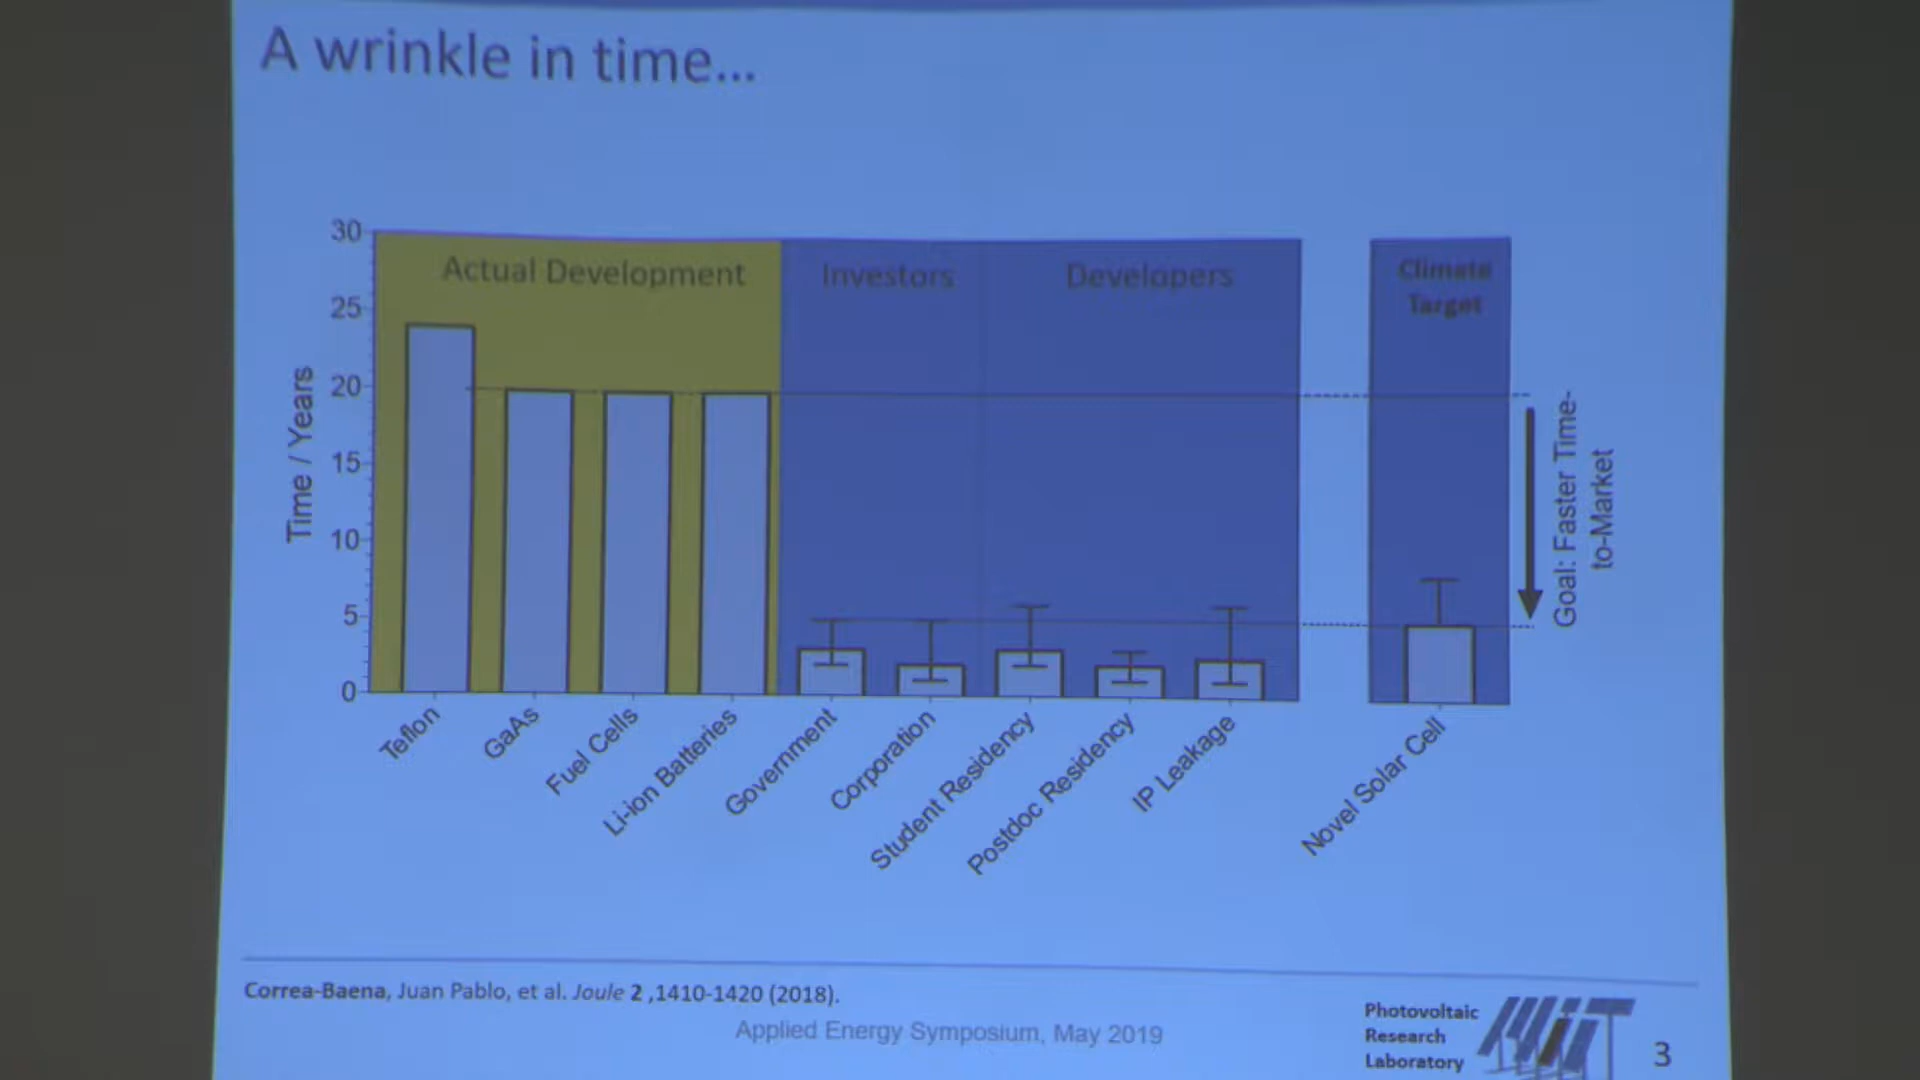 A wrinkle in time...
30
25
20
15
10
5
0
Time / Years
Actual Development
Investors
Developers
Climate
Target
Goal: Faster Time-
to-Market
Teflon
GaAs
Fuel Cells
Li-ion Batteries
Government
Corporation
Student Residency
Postdoc Residency
IP Leakage
Novel Solar Cell
Correa-Baena, Juan Pablo, et al. Joule 2 ,1410-1420 (2018).
Applied Energy Symposium, May 2019
Photovoltaic
Research
Laboratory
MIT
3